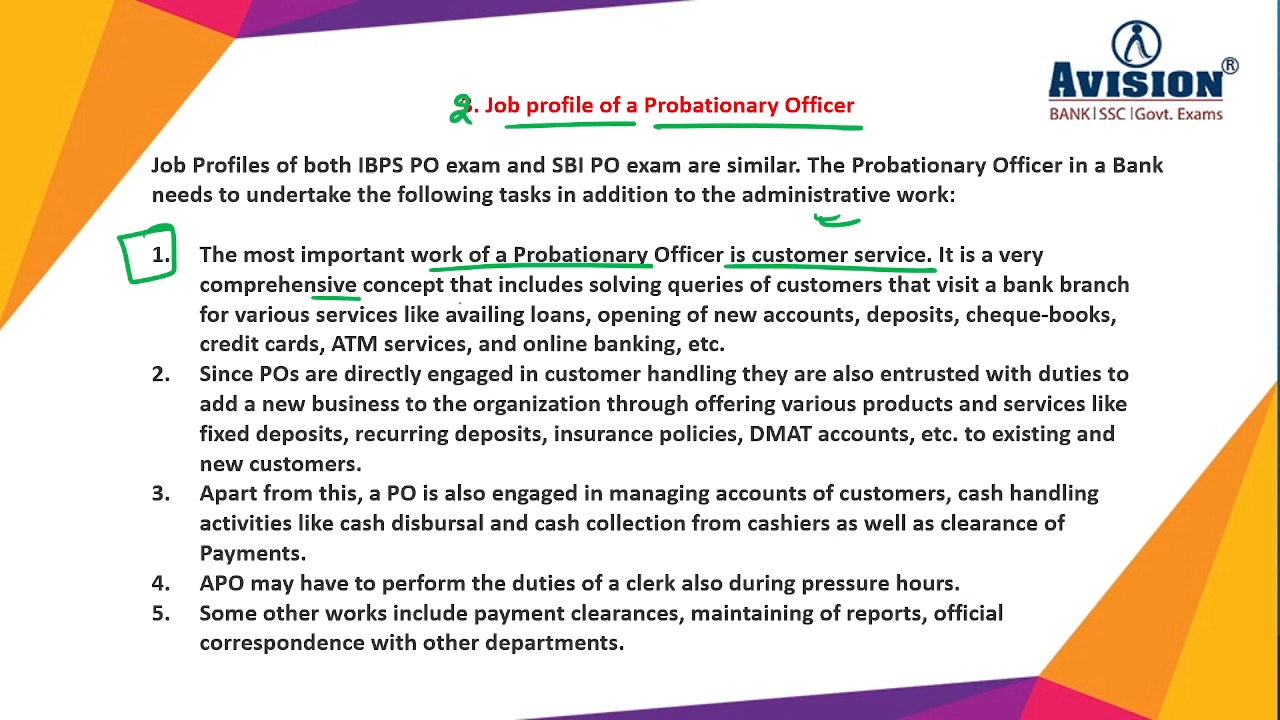 AVISION®
BANK|SSC|Govt. Exams
2. Job profile of a Probationary Officer
Job Profiles of both IBPS PO exam and SBI PO exam are similar. The Probationary Officer in a Bank
needs to undertake the following tasks in addition to the administrative work:
1. The most important work of a Probationary Officer is customer service. It is a very
comprehensive concept that includes solving queries of customers that visit a bank branch
for various services like availing loans, opening of new accounts, deposits, cheque-books,
credit cards, ATM services, and online banking, etc.
2. Since POs are directly engaged in customer handling they are also entrusted with duties to
add a new business to the organization through offering various products and services like
fixed deposits, recurring deposits, insurance policies, DMAT accounts, etc. to existing and
new customers.
3. Apart from this, a PO is also engaged in managing accounts of customers, cash handling
activities like cash disbursal and cash collection from cashiers as well as clearance of
Payments.
4. APO may have to perform the duties of a clerk also during pressure hours.
5. Some other works include payment clearances, maintaining of reports, official
correspondence with other departments.